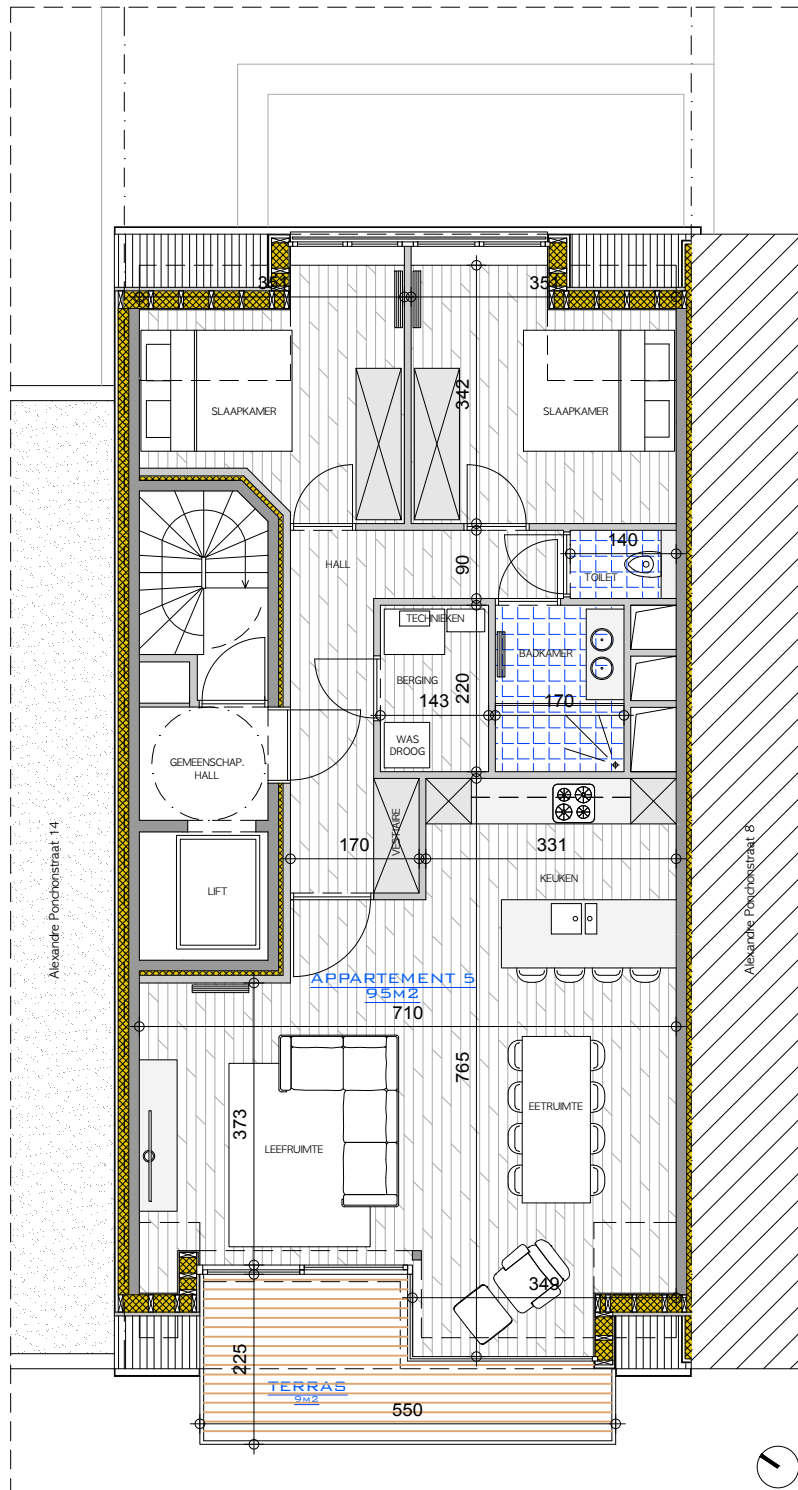 351
351
342
SLAAPKAMER
SLAAPKAMER
140
HALL
90
TOILET
TECHNIEKEN
BADKAMER
BERGING
220
143
170
WAS
DROOG
GEMEENSCHAP.
HALL
VESTIAIRE
170
331
KEUKEN
LIFT
Alexandre Ponchonstraat 14
Alexandre Ponchonstraat 8
APPARTEMENT 5
95M2
710
765
373
EETRUIMTE
LEEFRUIMTE
349
225
TERRAS
9M2
550